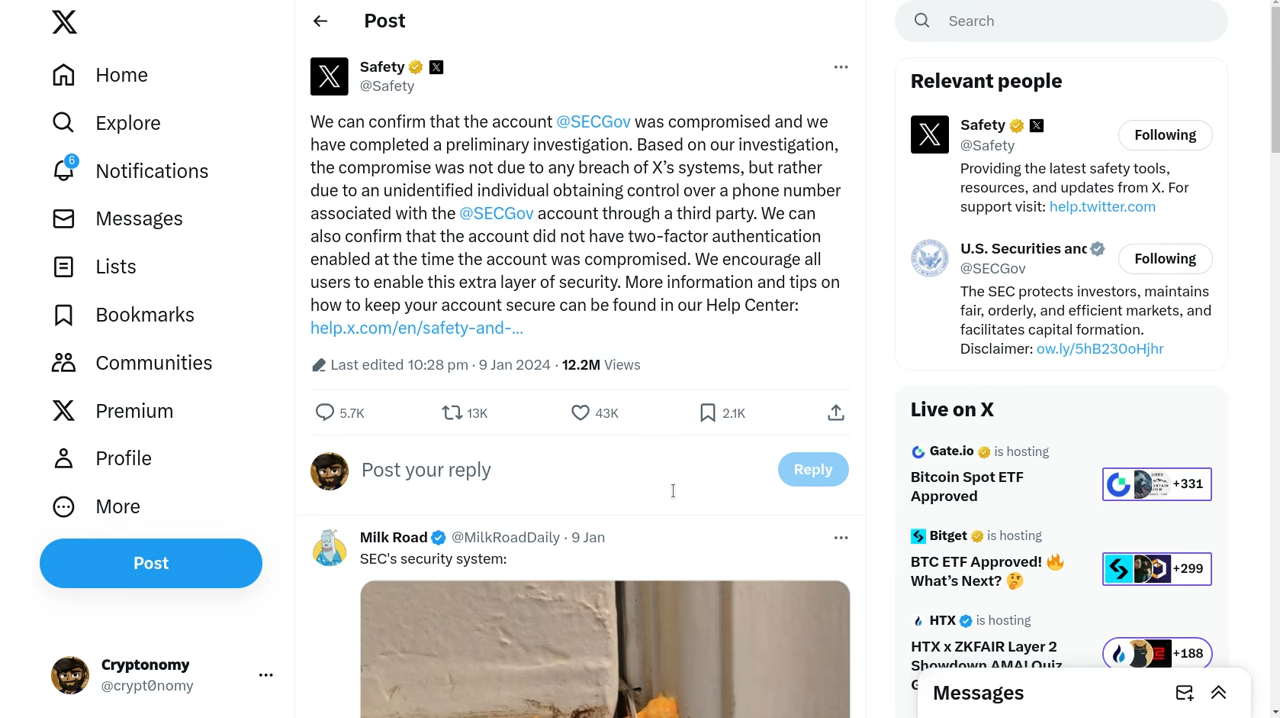 Post
Search
Home
Explore
6
Notifications
Messages
Lists
Bookmarks
Communities
Premium
Profile
More
Post
Cryptonomy
@crypt0nomy
Safety
@Safety
We can confirm that the account @SECGov was compromised and we
have completed a preliminary investigation. Based on our investigation,
the compromise was not due to any breach of X’s systems, but rather
due to an unidentified individual obtaining control over a phone number
associated with the @SECGov account through a third party. We can
also confirm that the account did not have two-factor authentication
enabled at the time the account was compromised. We encourage all
users to enable this extra layer of security. More information and tips on
how to keep your account secure can be found in our Help Center:
help.x.com/en/safety-and-...
Last edited 10:28 pm · 9 Jan 2024 · 12.2M Views
5.7K 13K 43K 2.1K
Post your reply Reply
Milk Road @MilkRoadDaily · 9 Jan
SEC's security system:
Relevant people
Safety
@Safety
Following
Providing the latest safety tools,
resources, and updates from X. For
support visit: help.twitter.com
U.S. Securities and
@SECGov
Following
The SEC protects investors, maintains
fair, orderly, and efficient markets, and
facilitates capital formation.
Disclaimer: ow.ly/5hB230oHjhr
Live on X
Gate.io is hosting
Bitcoin Spot ETF
Approved
+331
Bitget is hosting
BTC ETF Approved! 🔥
What’s Next? 🤔
+299
HTX is hosting
HTX x ZKFAIR Layer 2
Showdown AMA! Quiz
+188
Messages